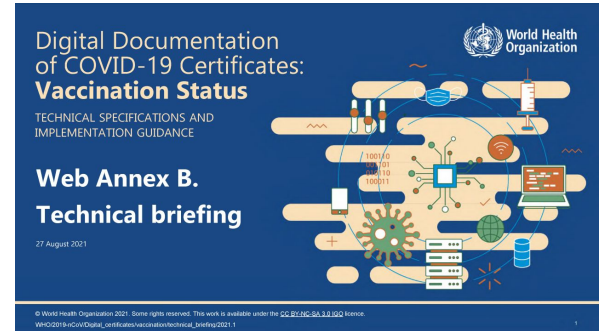 Digital Documentation
of COVID-19 Certificates:
Vaccination Status
TECHNICAL SPECIFICATIONS AND
IMPLEMENTATION GUIDANCE
Web Annex B.
Technical briefing
27 August 2021
World Health
Organization
100110
001101
010110
100011
© World Health Organization 2021. Some rights reserved. This work is available under the CC BY-NC-SA 3.0 IGO licence.
WHO/2019-nCoV/Digital_certificates/vaccination/technical_briefing/2021.1
1